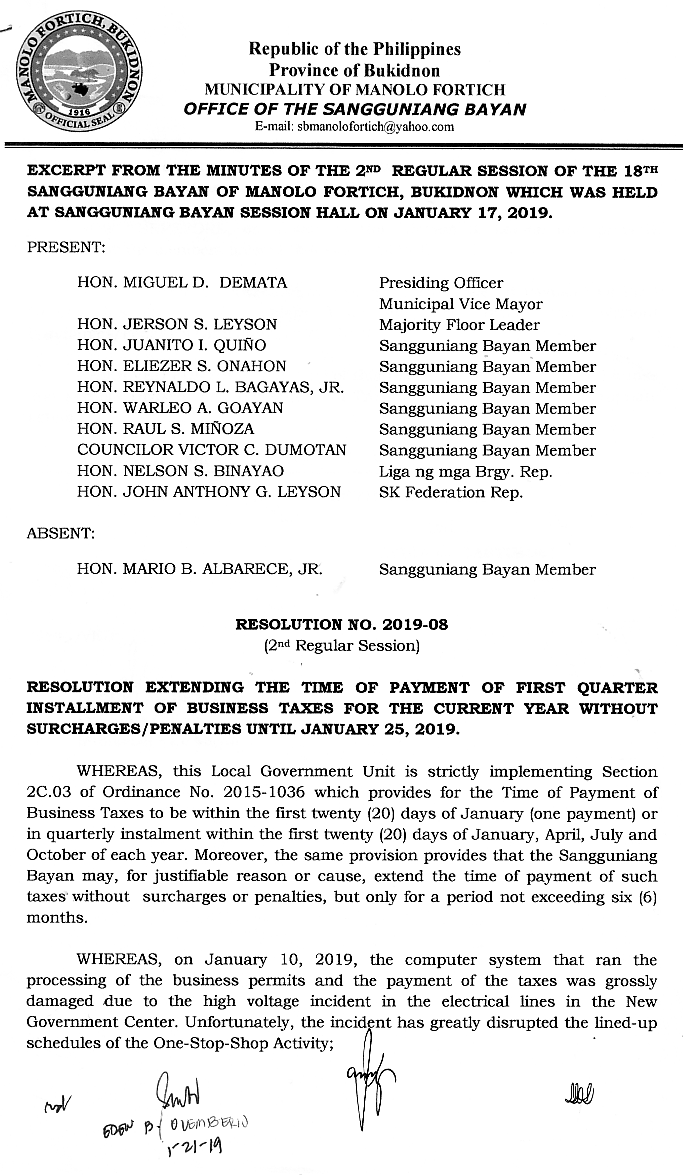 MANOLO FORTICH, BUKIDNON
1916
OFFICIAL SEAL
Republic of the Philippines
Province of Bukidnon
MUNICIPALITY OF MANOLO FORTICH
OFFICE OF THE SANGGUNIANG BAYAN
E-mail: sbmanolofortich@yahoo.com
EXCERPT FROM THE MINUTES OF THE 2ND REGULAR SESSION OF THE 18TH
SANGGUNIANG BAYAN OF MANOLO FORTICH, BUKIDNON WHICH WAS HELD
AT SANGGUNIANG BAYAN SESSION HALL ON JANUARY 17, 2019.
PRESENT:
HON. MIGUEL D. DEMATA Presiding Officer
Municipal Vice Mayor
HON. JERSON S. LEYSON Majority Floor Leader
HON. JUANITO I. QUIÑO Sangguniang Bayan Member
HON. ELIEZER S. ONAHON Sangguniang Bayan Member
HON. REYNALDO L. BAGAYAS, JR. Sangguniang Bayan Member
HON. WARLEO A. GOAYAN Sangguniang Bayan Member
HON. RAUL S. MIÑOZA Sangguniang Bayan Member
COUNCILOR VICTOR C. DUMOTAN Sangguniang Bayan Member
HON. NELSON S. BINAYAO Liga ng mga Brgy. Rep.
HON. JOHN ANTHONY G. LEYSON SK Federation Rep.
ABSENT:
HON. MARIO B. ALBARECE, JR. Sangguniang Bayan Member
RESOLUTION NO. 2019-08
(2nd Regular Session)
RESOLUTION EXTENDING THE TIME OF PAYMENT OF FIRST QUARTER
INSTALLMENT OF BUSINESS TAXES FOR THE CURRENT YEAR WITHOUT
SURCHARGES/PENALTIES UNTIL JANUARY 25, 2019.
WHEREAS, this Local Government Unit is strictly implementing Section
2C.03 of Ordinance No. 2015-1036 which provides for the Time of Payment of
Business Taxes to be within the first twenty (20) days of January (one payment) or
in quarterly instalment within the first twenty (20) days of January, April, July and
October of each year. Moreover, the same provision provides that the Sangguniang
Bayan may, for justifiable reason or cause, extend the time of payment of such
taxes without surcharges or penalties, but only for a period not exceeding six (6)
months.
WHEREAS, on January 10, 2019, the computer system that ran the
processing of the business permits and the payment of the taxes was grossly
damaged due to the high voltage incident in the electrical lines in the New
Government Center. Unfortunately, the incident has greatly disrupted the lined-up
schedules of the One-Stop-Shop Activity;
EDEN
1-21-19